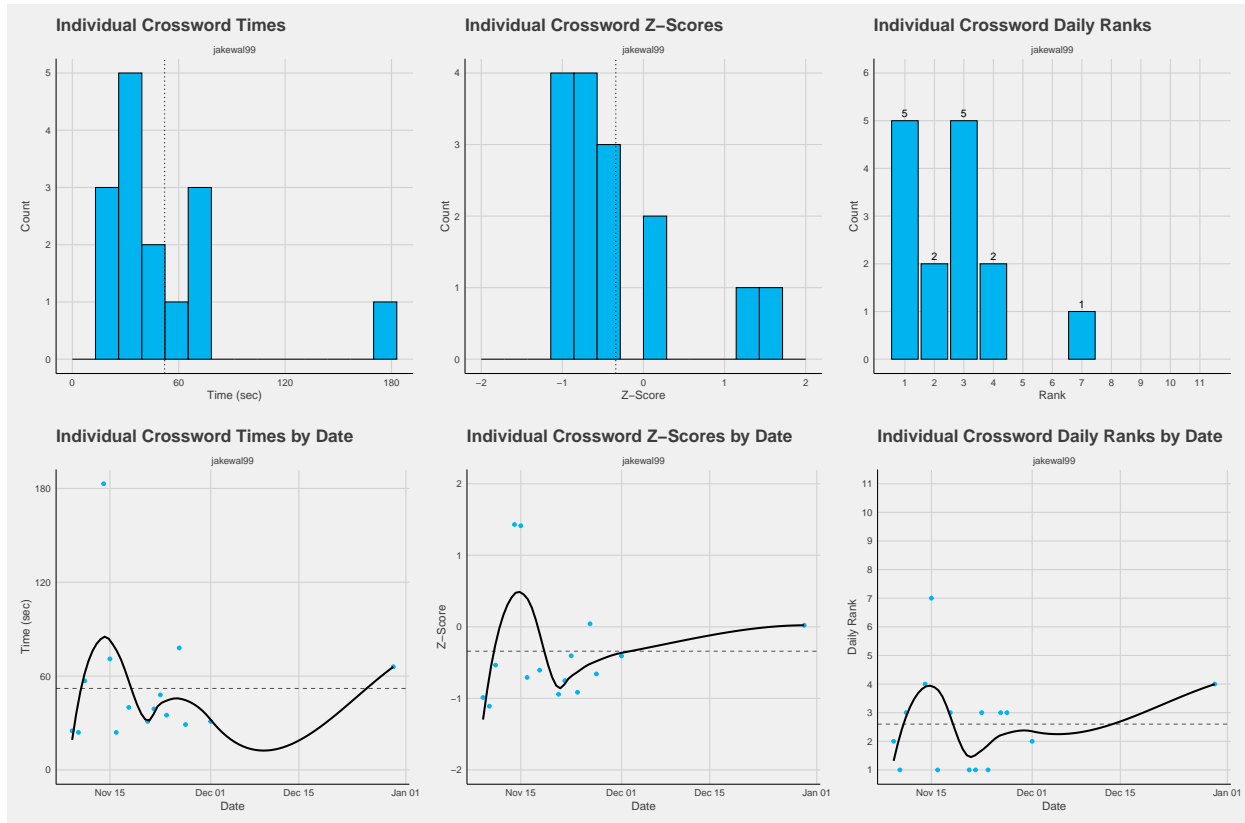 Individual Crossword Times
jakewal99
5
4
3
2
1
0
Count
0 60 120 180
Time (sec)
Individual Crossword Z−Scores
jakewal99
4
3
2
1
0
Count
−2 −1 0 1 2
Z−Score
Individual Crossword Daily Ranks
jakewal99
6
5
4
3
2
1
0
Count
5 2 5 2 1
1 2 3 4 5 6 7 8 9 10 11
Rank
Individual Crossword Times by Date
jakewal99
180
120
60
0
Time (sec)
Nov 15 Dec 01 Dec 15 Jan 01
Date
Individual Crossword Z−Scores by Date
jakewal99
2
1
0
−1
−2
Z−Score
Nov 15 Dec 01 Dec 15 Jan 01
Date
Individual Crossword Daily Ranks by Date
jakewal99
11
10
9
8
7
6
5
4
3
2
1
Daily Rank
Nov 15 Dec 01 Dec 15 Jan 01
Date